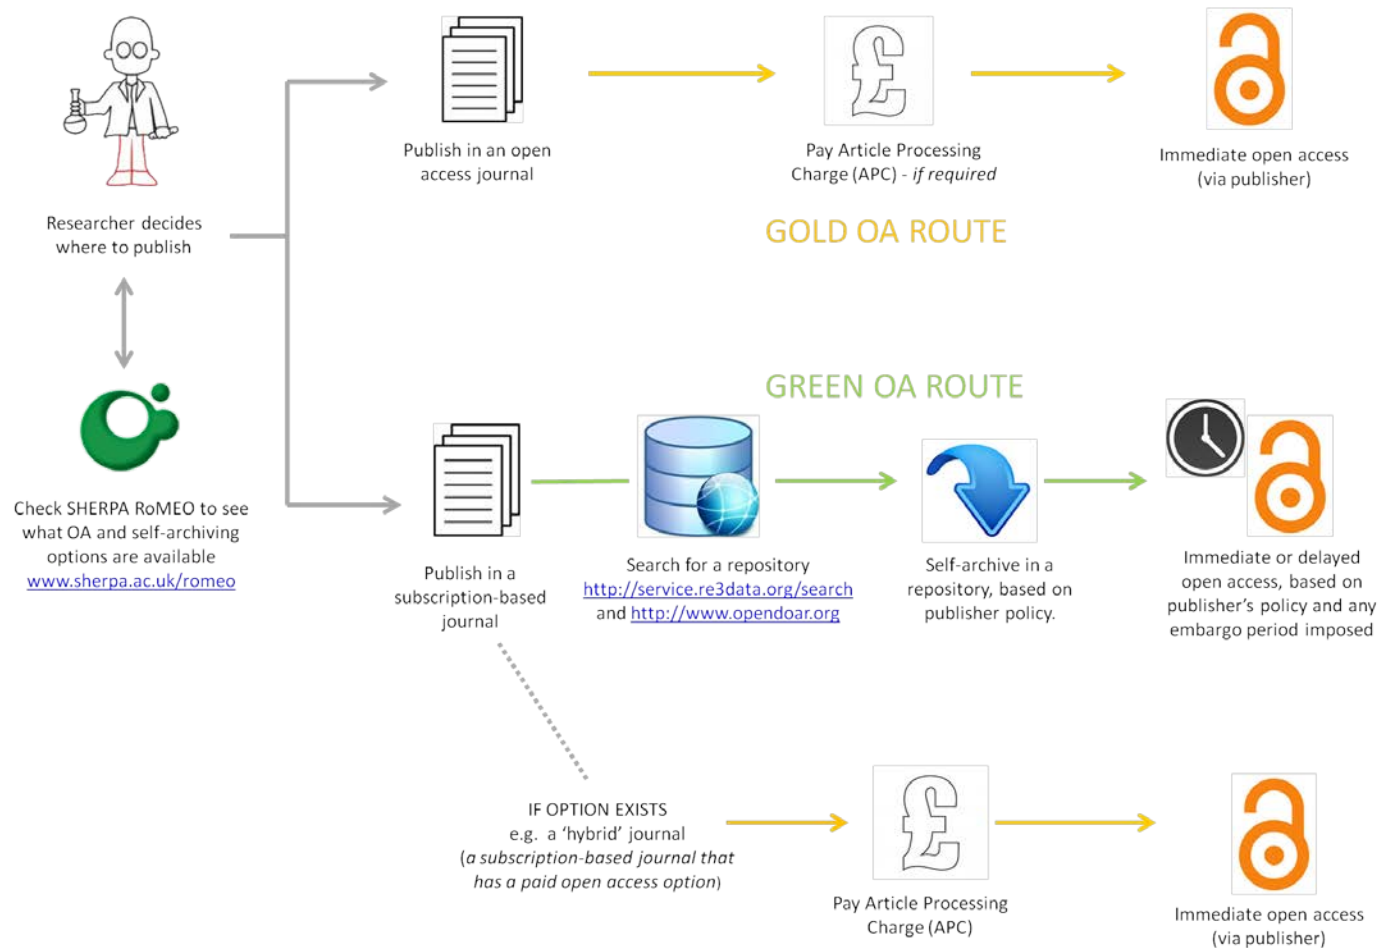 Researcher decides
where to publish
Publish in an open
access journal
Pay Article Processing
Charge (APC) - if required
Immediate open access
(via publisher)
GOLD OA ROUTE
GREEN OA ROUTE
Check SHERPA RoMEO to see
what OA and self-archiving
options are available
www.sherpa.ac.uk/romeo
Publish in a
subscription-based
journal
Search for a repository
http://service.re3data.org/search
and http://www.opendoar.org
Self-archive in a
repository, based on
publisher policy.
Immediate or delayed
open access, based on
publisher’s policy and any
embargo period imposed
IF OPTION EXISTS
e.g. a ‘hybrid’ journal
(a subscription-based journal that
has a paid open access option)
£
Pay Article Processing
Charge (APC)
Immediate open access
(via publisher)